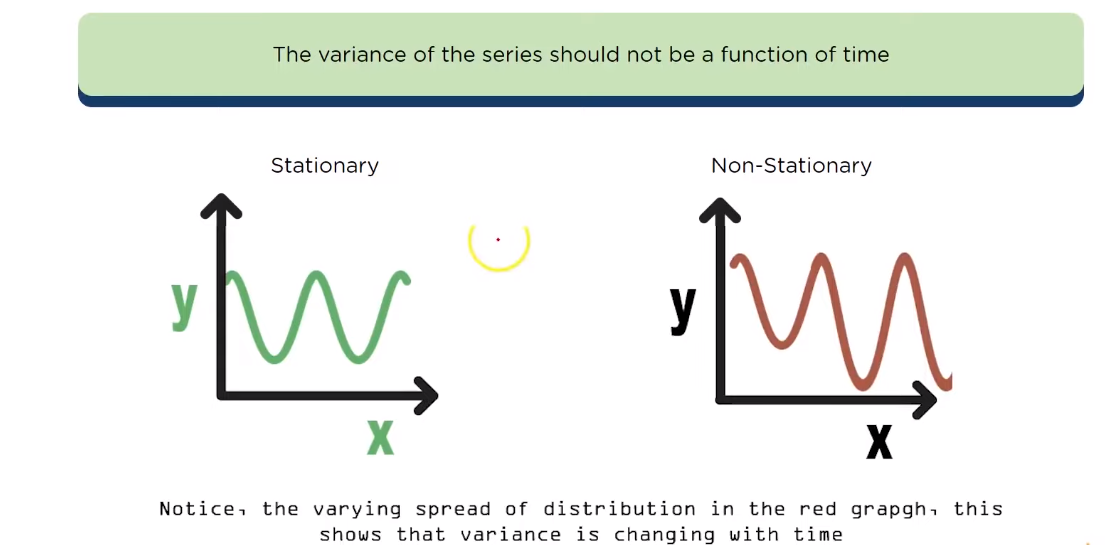 The variance of the series should not be a function of time
Stationary
Non-Stationary
y
x
y
x
Notice, the varying spread of distribution in the red grapgh, this
shows that variance is changing with time